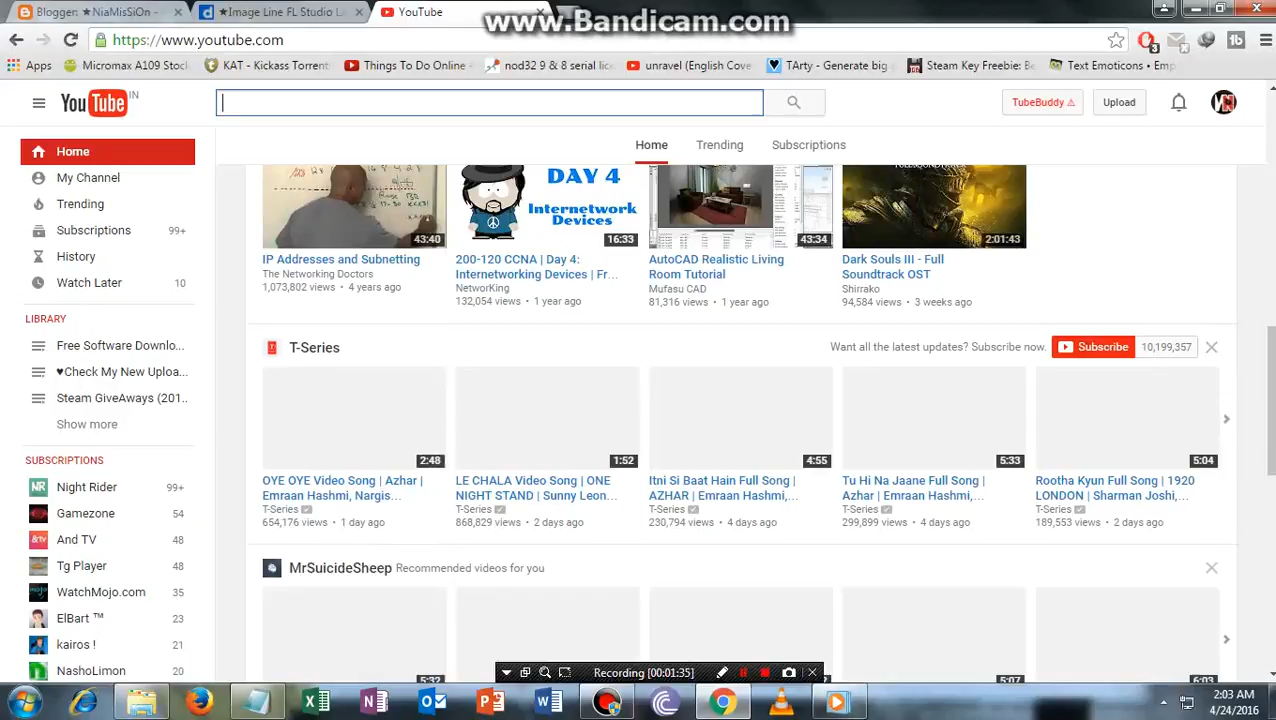 Blogger: ★NiaMisSiOn - ×
★Image Line FL Studio L ×
YouTube
www.Bandicam.com
https://www.youtube.com
3
Apps
Micromax A109 Stock
KAT - Kickass Torrent
Things To Do Online -
nod32 9 & 8 serial
unravel (English Cove
TArty - Generate big
Steam Key Freebie: Be
Text Emoticons • Emp
YouTube IN
TubeBuddy ⚠
Upload
Home
Trending
Subscriptions
Home
My Channel
Trending
Subscriptions 99+
History
Watch Later 10
LIBRARY
Free Software Downlo...
♥Check My New Uploa...
Steam GiveAways (201..
Show more
SUBSCRIPTIONS
Night Rider 99+
Gamezone 54
And TV 48
Tg Player 48
WatchMojo.com 35
ElBart ™ 23
kairos ! 21
NashoLimon 20
43:40
IP Addresses and Subnetting
The Networking Doctors
1,073,802 views • 4 years ago
DAY 4
Internetwork
Devices
16:33
200-120 CCNA | Day 4:
Internetworking Devices | Fr...
NetworKing
132,054 views • 1 year ago
43:34
AutoCAD Realistic Living
Room Tutorial
Mufasu CAD
81,316 views • 1 year ago
2:01:43
Dark Souls III - Full
Soundtrack OST
Shirrako
94,584 views • 3 weeks ago
T-Series
Want all the latest updates? Subscribe now.
Subscribe 10,199,357
2:48
OYE OYE Video Song | Azhar |
Emraan Hashmi, Nargis...
T-Series
654,176 views • 1 day ago
1:52
LE CHALA Video Song | ONE
NIGHT STAND | Sunny Leon...
T-Series
868,829 views • 2 days ago
4:55
Itni Si Baat Hain Full Song |
AZHAR | Emraan Hashmi,...
T-Series
230,794 views • 4 days ago
5:33
Tu Hi Na Jaane Full Song |
Azhar | Emraan Hashmi,...
T-Series
299,899 views • 4 days ago
5:04
Rootha Kyun Full Song | 1920
LONDON | Sharman Joshi,...
T-Series
189,553 views • 2 days ago
MrSuicideSheep Recommended videos for you
5:32
5:07
6:03
Recording [00:01:35]
2:03 AM
4/24/2016